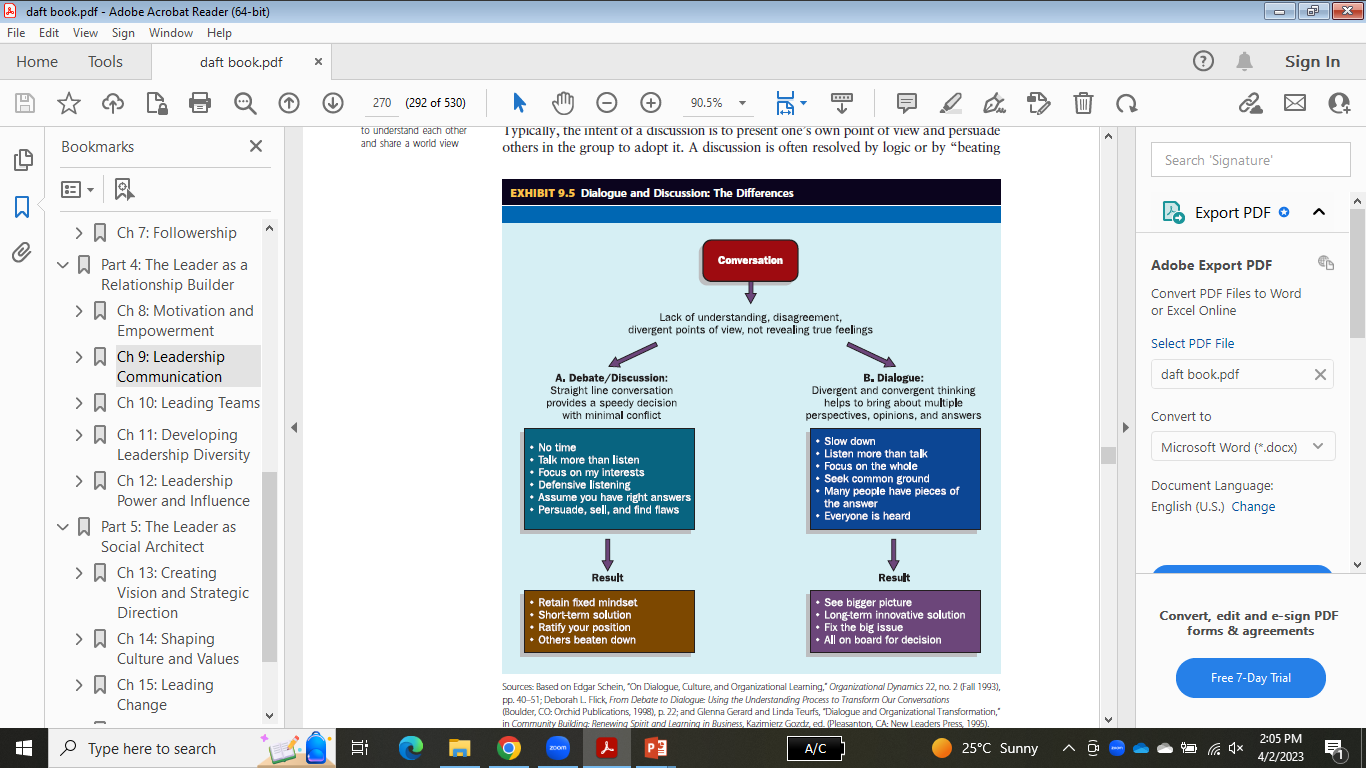 daft book.pdf - Adobe Acrobat Reader (64-bit)
File Edit View Sign Window Help
Home Tools daft book.pdf × Sign In
270 (292 of 530) 90.5%
Bookmarks
Ch 7: Followership
Part 4: The Leader as a
Relationship Builder
Ch 8: Motivation and
Empowerment
Ch 9: Leadership
Communication
Ch 10: Leading Teams
Ch 11: Developing
Leadership Diversity
Ch 12: Leadership
Power and Influence
Part 5: The Leader as
Social Architect
Ch 13: Creating
Vision and Strategic
Direction
Ch 14: Shaping
Culture and Values
Ch 15: Leading
Change
to understand each other
and share a world view
Typically, the intent of a discussion is to present one's own point of view and persuade
others in the group to adopt it. A discussion is often resolved by logic or by “beating
EXHIBIT 9.5 Dialogue and Discussion: The Differences
Conversation
Lack of understanding, disagreement,
divergent points of view, not revealing true feelings
A. Debate/Discussion:
Straight line conversation
provides a speedy decision
with minimal conflict
• No time
• Talk more than listen
• Focus on my interests
• Defensive listening
• Assume you have right answers
• Persuade, sell, and find flaws
Result
• Retain fixed mindset
• Short-term solution
• Ratify your position
• Others beaten down
B. Dialogue:
Divergent and convergent thinking
helps to bring about multiple
perspectives, opinions, and answers
• Slow down
• Listen more than talk
• Focus on the whole
• Seek common ground
• Many people have pieces of
the answer
• Everyone is heard
Result
• See bigger picture
• Long-term innovative solution
• Fix the big issue
• All on board for decision
Sources: Based on Edgar Schein, “On Dialogue, Culture, and Organizational Learning,” Organizational Dynamics 22, no. 2 (Fall 1993),
pp. 40–51; Deborah L. Flick, From Debate to Dialogue: Using the Understanding Process to Transform Our Conversations
(Boulder, CO: Orchid Publications, 1998), p. 22; and Glenna Gerard and Linda Teurfs, “Dialogue and Organizational Transformation,”
in Community Building: Renewing Spirit and Learning in Business, Kazimierz Gozdz, ed. (Pleasanton, CA: New Leaders Press, 1995).
Search 'Signature'
Export PDF
Adobe Export PDF
Convert PDF Files to Word
or Excel Online
Select PDF File
daft book.pdf
Convert to
Microsoft Word (*.docx)
Document Language:
English (U.S.) Change
Convert, edit and e-sign PDF
forms & agreements
Free 7-Day Trial
Type here to search
zoom
A/C
25°C Sunny
zoom
2:05 PM
4/2/2023
1